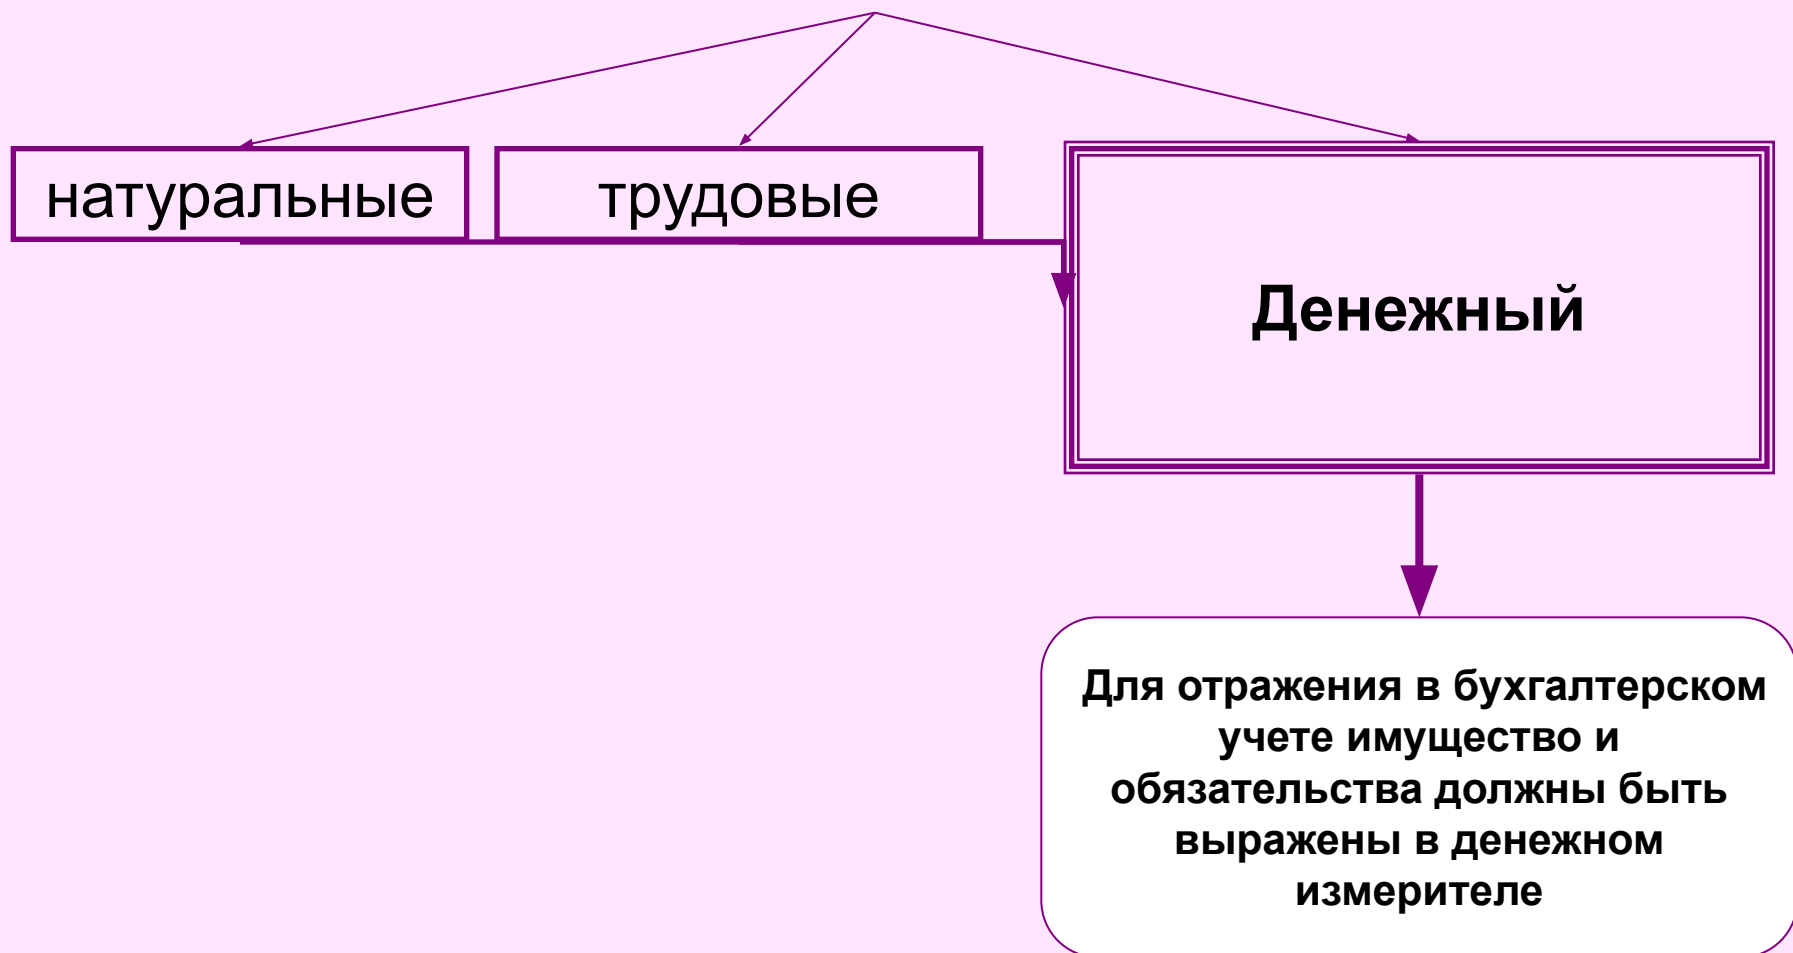 натуральные
трудовые
Денежный
Для отражения в бухгалтерском
учете имущество и
обязательства должны быть
выражены в денежном
измерителе